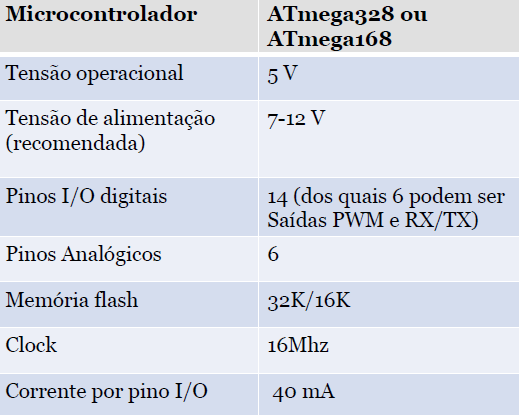 Microcontrolador ATmega328 ou
ATmega168
Tensão operacional 5 V
Tensão de alimentação 7-12 V
(recomendada)
Pinos I/O digitais 14 (dos quais 6 podem ser
Saídas PWM e RX/TX)
Pinos Analógicos 6
Memória flash 32K/16K
Clock 16Mhz
Corrente por pino I/O 40 mA